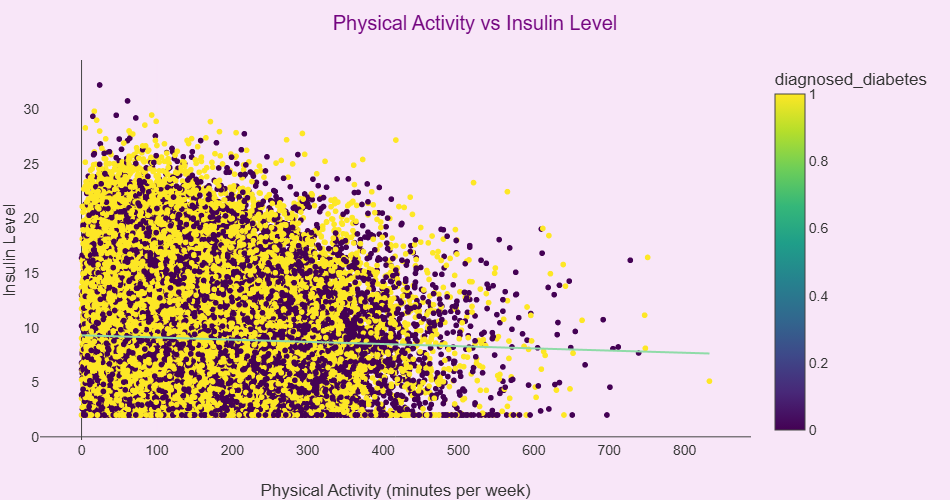 Physical Activity vs Insulin Level
diagnosed_diabetes
1
0.8
0.6
0.4
0.2
0
Insulin Level
30
25
20
15
10
5
0
0 100 200 300 400 500 600 700 800
Physical Activity (minutes per week)